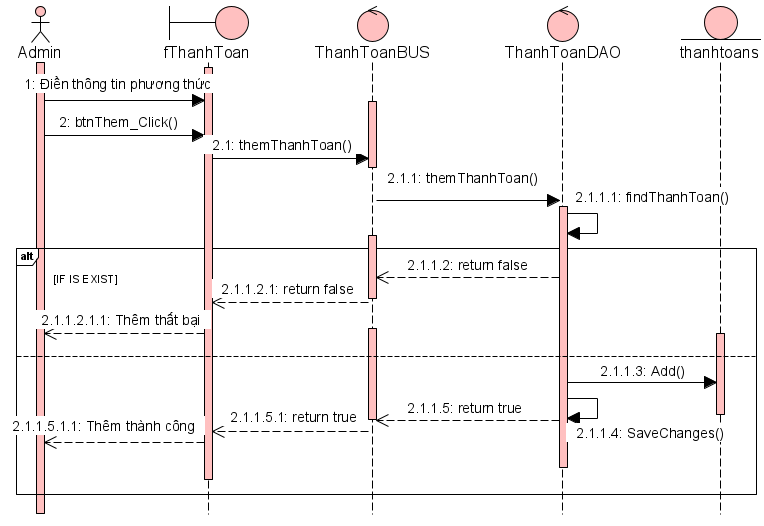 Admin
fThanhToan
ThanhToanBUS
ThanhToanDAO
thanhtoans
1: Điền thông tin phương thức
2: btnThem_Click()
2.1: themThanhToan()
2.1.1: themThanhToan()
2.1.1.1: findThanhToan()
alt
[IF IS EXIST]
2.1.1.2: return false
2.1.1.2.1: return false
2.1.1.2.1.1: Thêm thất bại
2.1.1.3: Add()
2.1.1.4: SaveChanges()
2.1.1.5: return true
2.1.1.5.1: return true
2.1.1.5.1.1: Thêm thành công